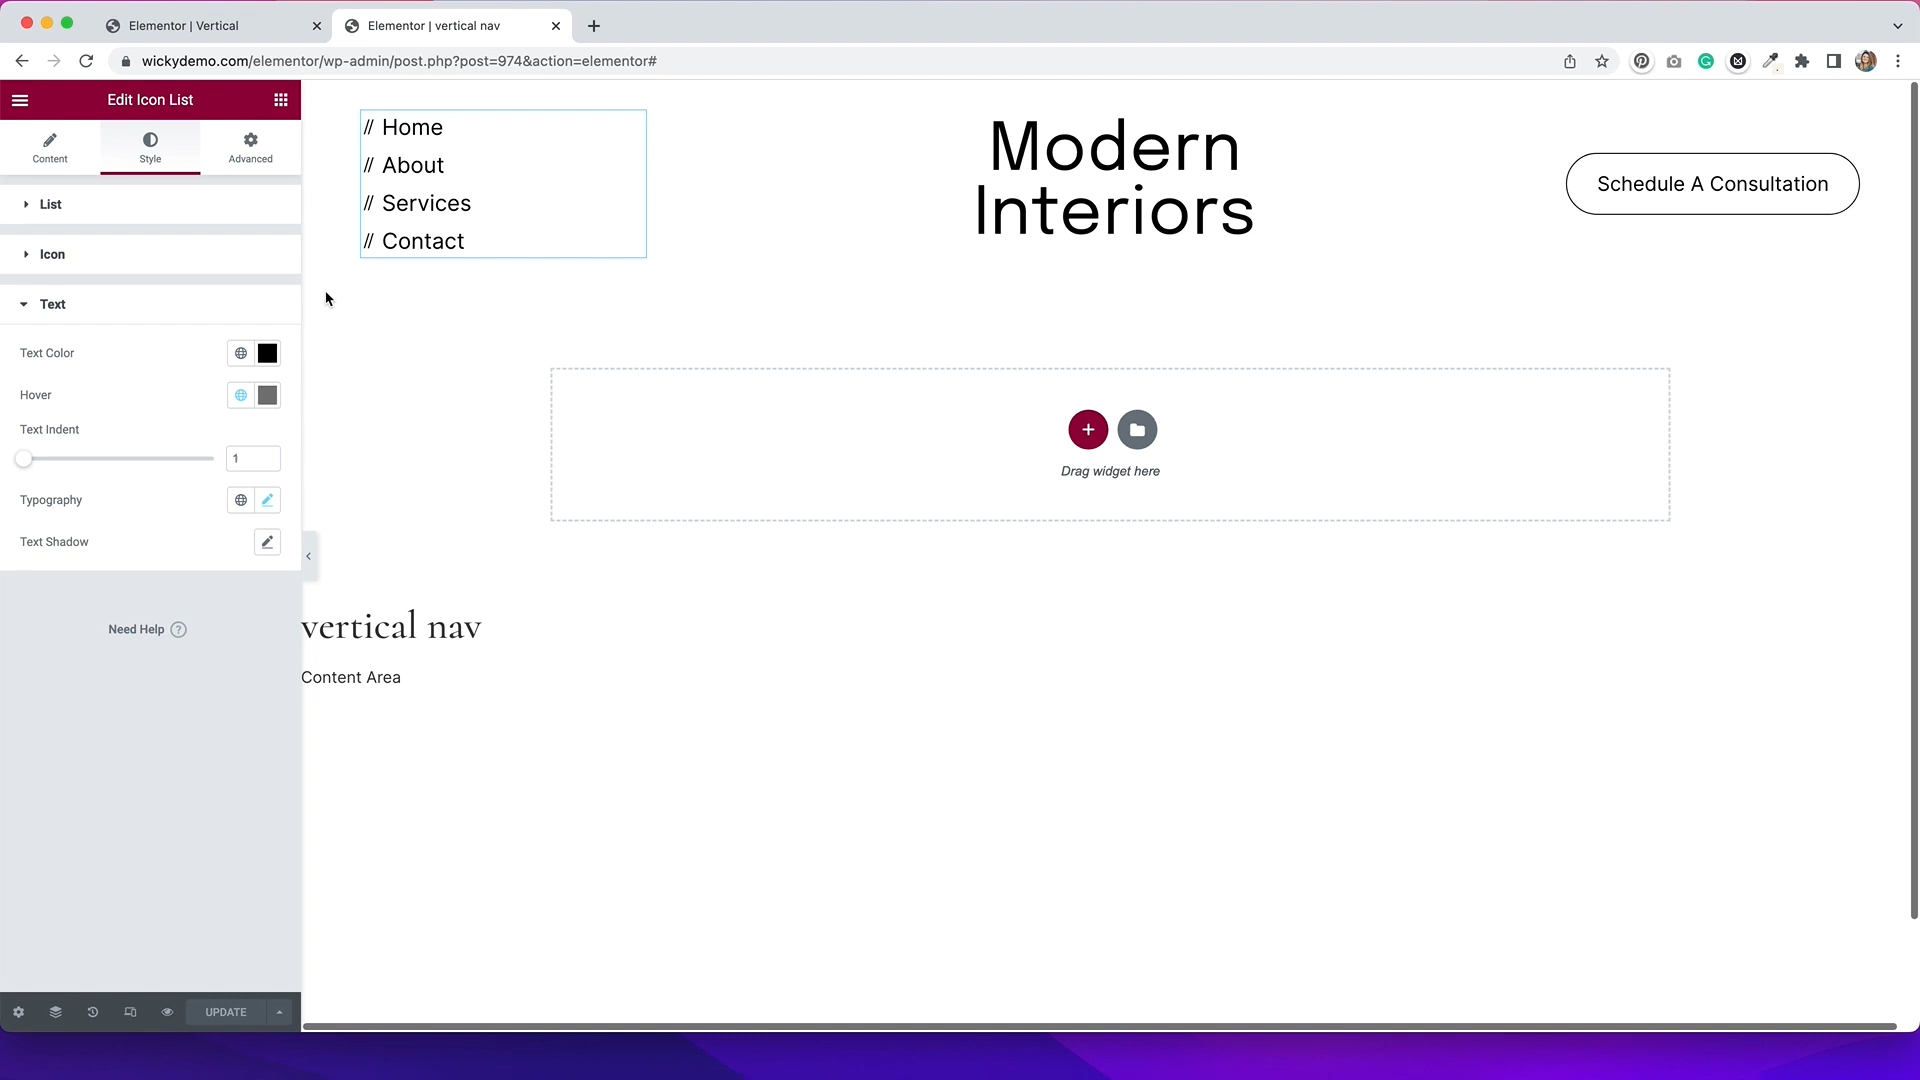 Elementor | Vertical
Elementor | vertical nav
wickydemo.com/elementor/wp-admin/post.php?post=974&action=elementor#
Edit Icon List
Content
Style
Advanced
List
Icon
Text
Text Color
Hover
Text Indent
1
Typography
Text Shadow
Need Help ?
UPDATE
// Home
// About
// Services
// Contact
Modern
Interiors
Schedule A Consultation
Drag widget here
vertical nav
Content Area